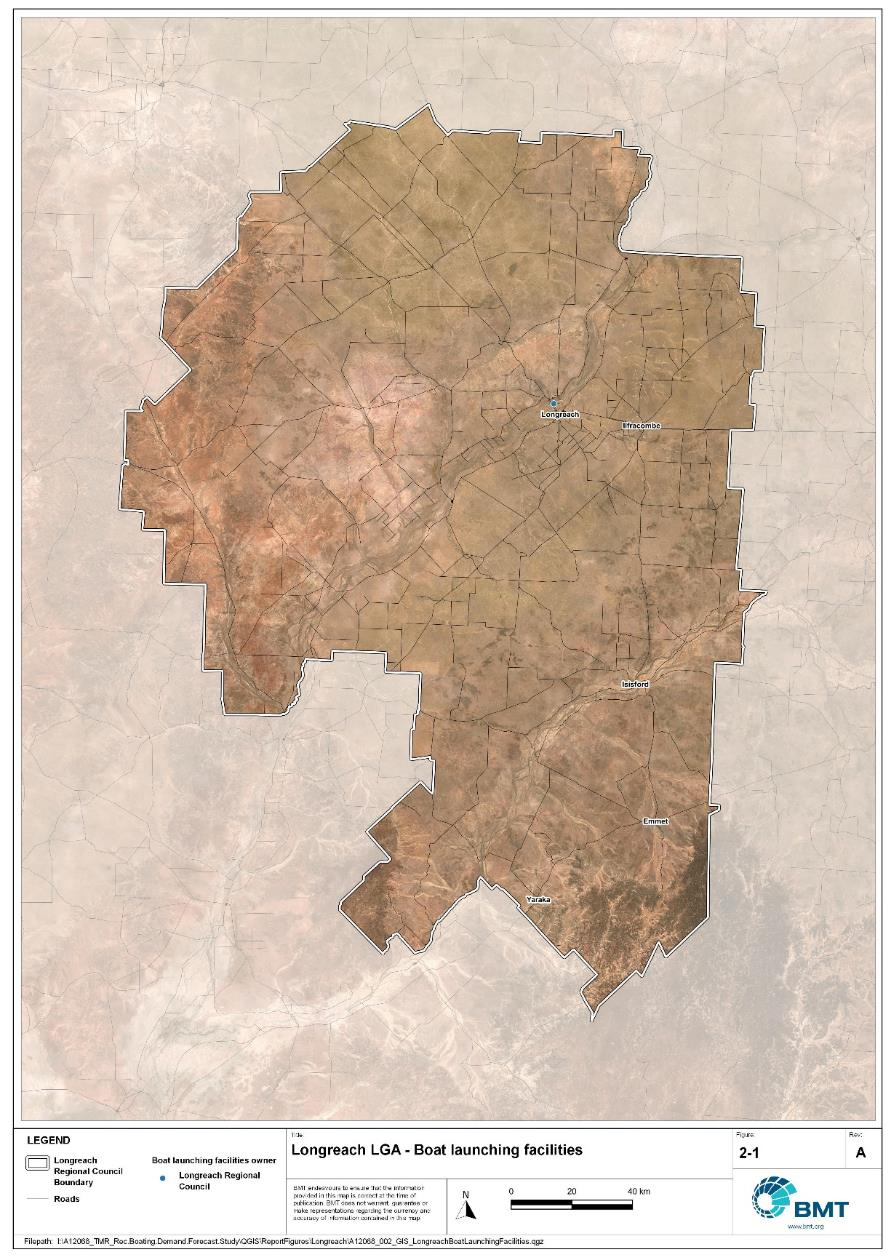 Longreach
Ilfracombe
Isisford
Emmet
Yaraka
LEGEND
Longreach
Regional Council
Boundary
Roads
Boat launching facilities owner
Longreach Regional
Council
Title:
Longreach LGA - Boat launching facilities
BMT endeavours to ensure that the information
provided in this map is correct at the time of
publication. BMT does not warrant, guarantee or
make representations regarding the currency and
accuracy of information contained in this map.
N
0 20 40 km
Figure:
2-1
Rev:
A
BMT
www.bmt.org
Filepath: I:\A12068_TMR_Rec.Boating.Demand.Forecast.Study\QGIS\ReportFigures\Longreach\A12068_002_GIS_LongreachBoatLaunchingFacilities.qgz